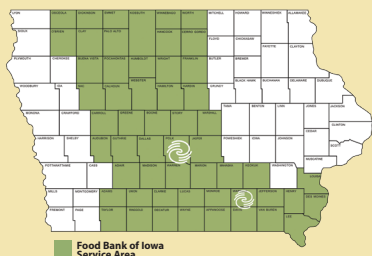 LYON OSCEOLA DICKINSON EMMET WORTH MITCHELL HOWARD WINNESHIEK ALLAMAKEE
SIOUX CLAY PALO ALTO HANCOCK CERRO GORDO FLOYD CHICKASAW
FAYETTE CLAYTON
PLYMOUTH CHEROKEE BUENA VISTA POCAHONTAS HUMBOLDT WRIGHT FRANKLIN BUTLER BREMER
WEBSTER BLACK HAWK BUCHANAN DELAWARE DUBUQUE
WOODBURY IDA SAC CALHOUN HAMILTON HARDIN GRUNDY
TAMA BENTON LINN JONES JACKSON
MONONA CRAWFORD CARROLL GREENE BOONE STORY MARSHALL
CLINTON
CEDAR
HARRISON SHELBY AUDUBON GUTHRIE DALLAS POLK JASPER POWESHIEK IOWA JOHNSON
SCOTT
MUSCATINE
POTTAWATTAMIE CASS ADAIR MADISON WARREN MARION KEOKUK WASHINGTON
LOUISA
MILLS MONTGOMERY ADAMS UNION CLARKE LUCAS MONROE JEFFERSON HENRY DES MOINES
FREMONT PAGE TAYLOR RINGGOLD DECATUR WAYNE APPANOOSE DAVIS VAN BUREN LEE
Food Bank of Iowa
Service Area